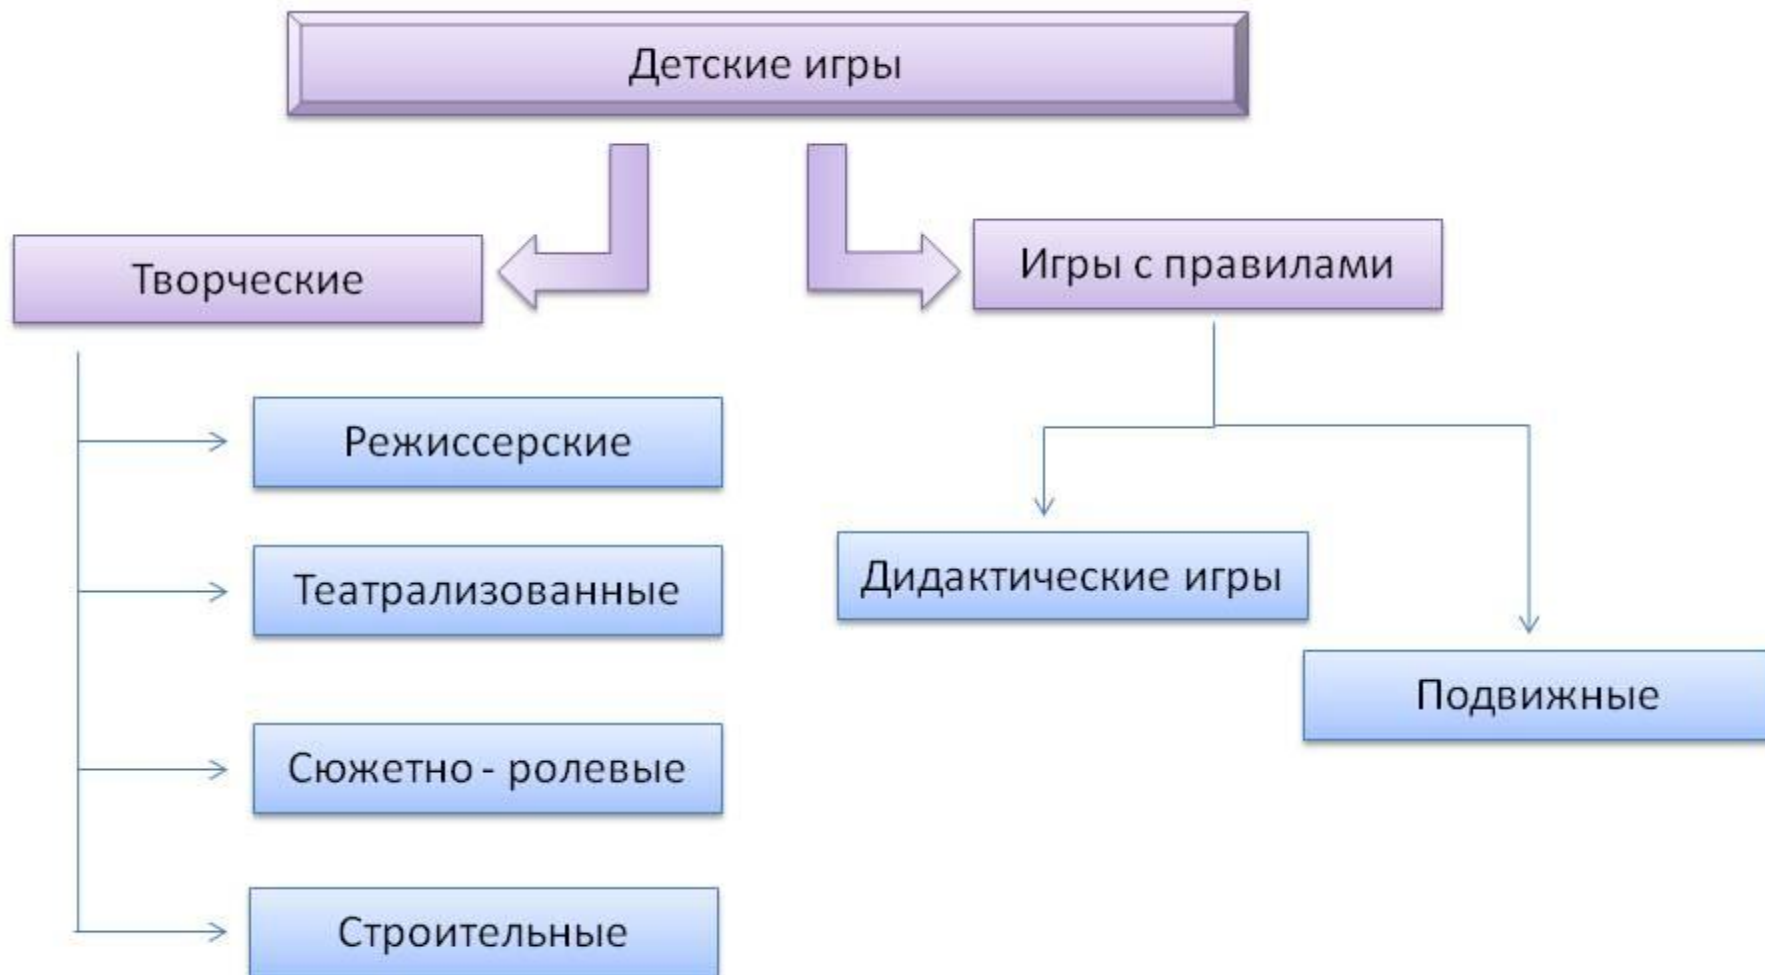 Детские игры
Творческие
Игры с правилами
Режиссерские
Театрализованные
Сюжетно - ролевые
Строительные
Дидактические игры
Подвижные